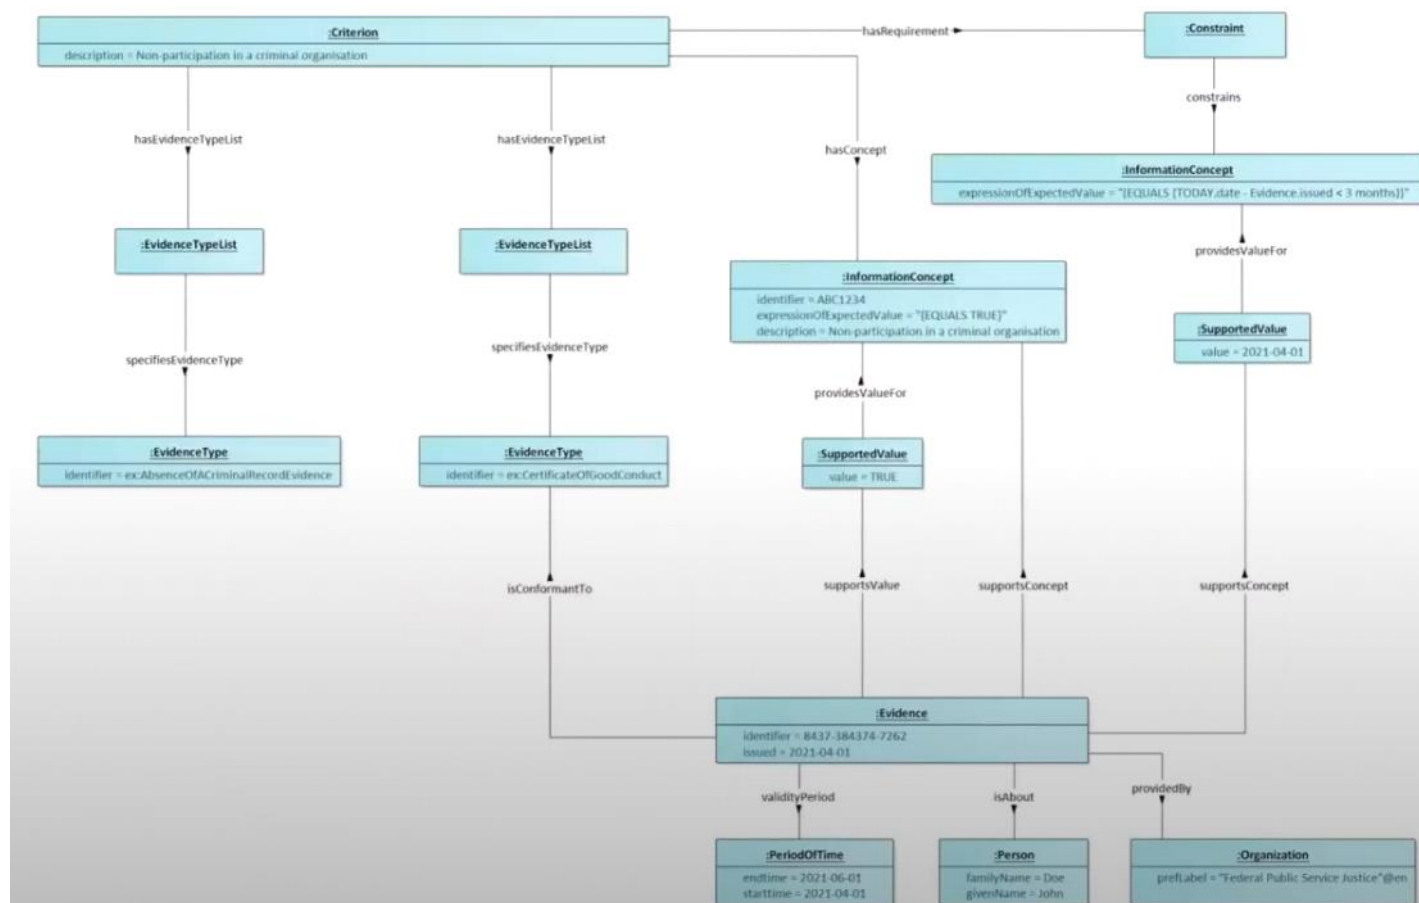 :Criterion
description = Non-participation in a criminal organisation
hasRequirement
:Constraint
constrains
hasEvidenceTypeList
hasEvidenceTypeList
hasConcept
:InformationConcept
expressionOfExpectedValue = "{EQUALS {TODAY.date - Evidence.issued < 3 months}}"
:EvidenceTypeList
:EvidenceTypeList
providesValueFor
:InformationConcept
identifier = ABC1234
expressionOfExpectedValue = "{EQUALS TRUE}"
description = Non-participation in a criminal organisation
:SupportedValue
value = 2021-04-01
specifiesEvidenceType
specifiesEvidenceType
providesValueFor
:EvidenceType
identifier = ex:AbsenceOfACriminalRecordEvidence
:EvidenceType
identifier = ex:CertificateOfGoodConduct
:SupportedValue
value = TRUE
isConformantTo
supportsValue
supportsConcept
supportsConcept
:Evidence
identifier = 8437-384374-7262
issued = 2021-04-01
validityPeriod
isAbout
providedBy
:PeriodOfTime
endtime = 2021-06-01
starttime = 2021-04-01
:Person
familyName = Doe
givenName = John
:Organization
prefLabel = "Federal Public Service Justice"@en